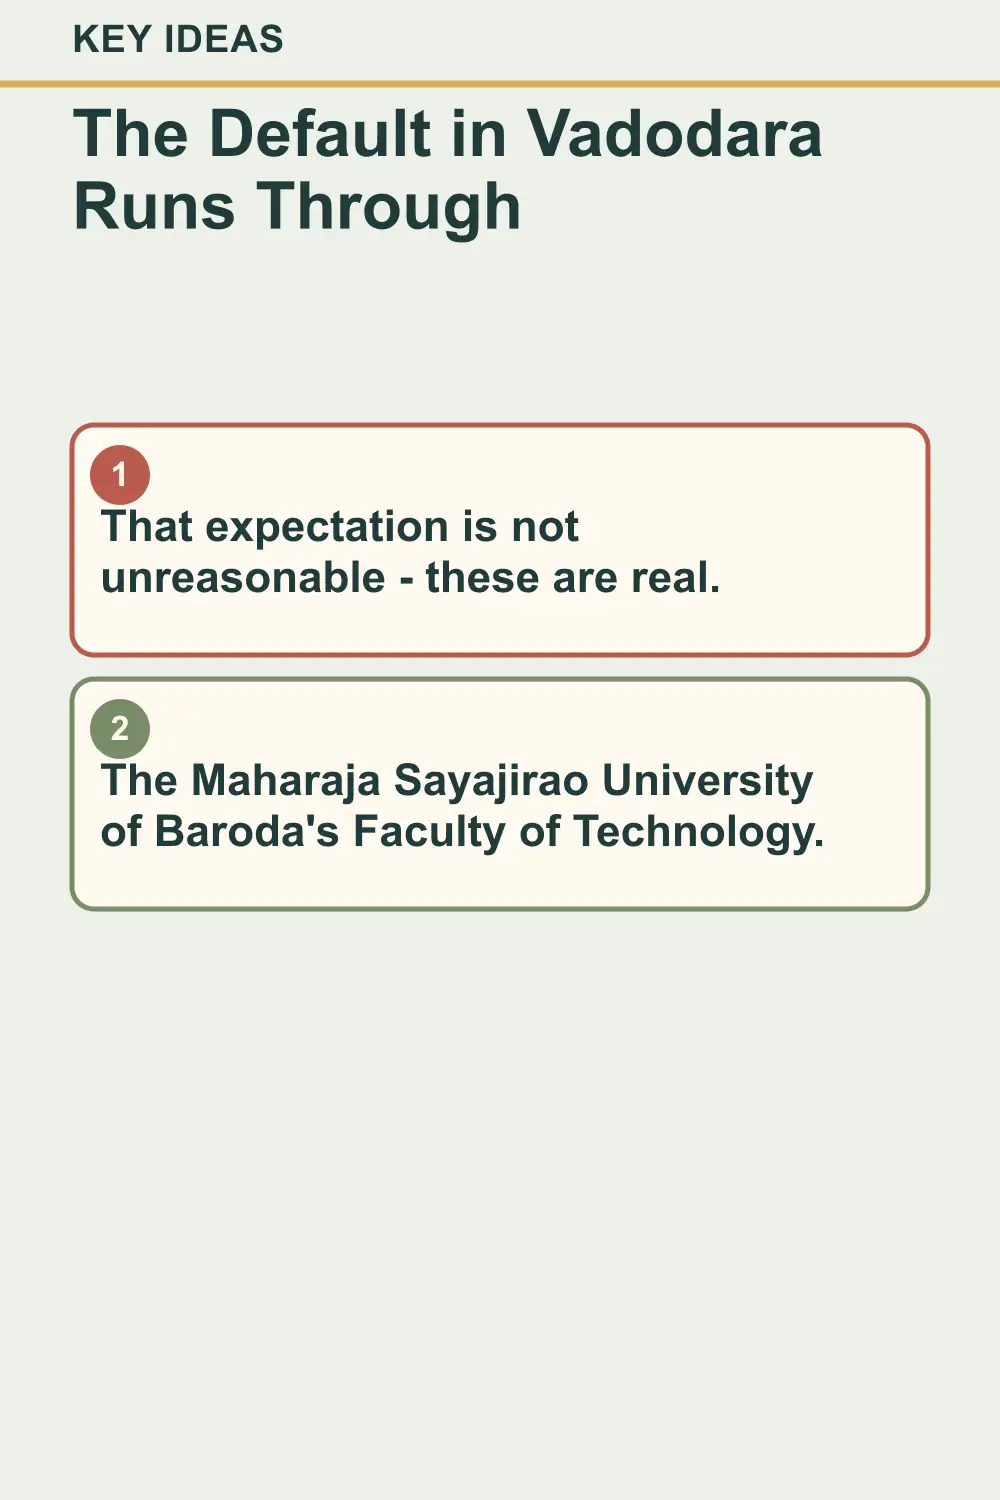 KEY IDEAS
The Default in Vadodara
Runs Through
1
That expectation is not
unreasonable - these are real.
2
The Maharaja Sayajirao University
of Baroda's Faculty of Technology.